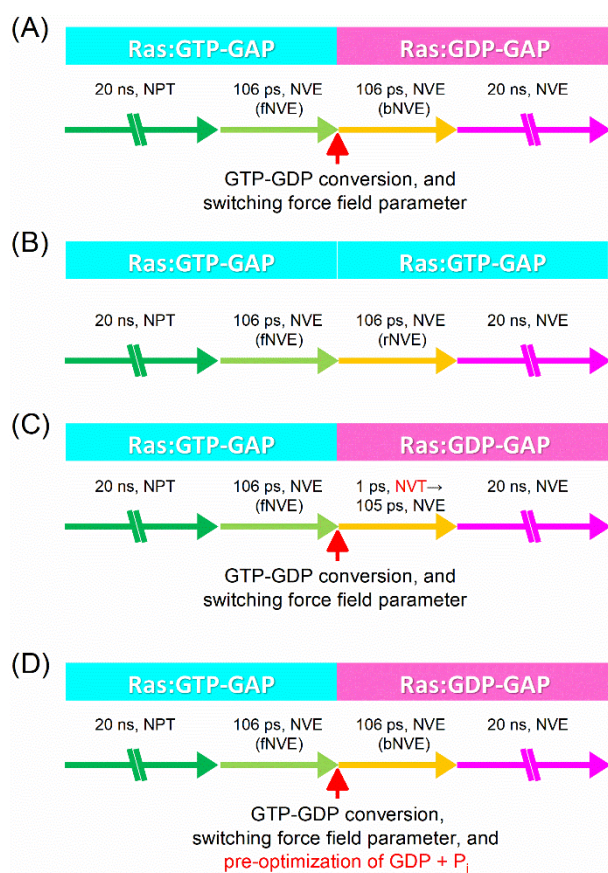 (A)
Ras:GTP-GAP Ras:GDP-GAP
20 ns, NPT 106 ps, NVE 106 ps, NVE 20 ns, NVE
(fNVE) (bNVE)
GTP-GDP conversion, and
switching force field parameter
(B)
Ras:GTP-GAP Ras:GTP-GAP
20 ns, NPT 106 ps, NVE 106 ps, NVE 20 ns, NVE
(fNVE) (rNVE)
(C)
Ras:GTP-GAP Ras:GDP-GAP
20 ns, NPT 106 ps, NVE 1 ps, NVT→ 20 ns, NVE
(fNVE) 105 ps, NVE
GTP-GDP conversion, and
switching force field parameter
(D)
Ras:GTP-GAP Ras:GDP-GAP
20 ns, NPT 106 ps, NVE 106 ps, NVE 20 ns, NVE
(fNVE) (bNVE)
GTP-GDP conversion,
switching force field parameter, and
pre-optimization of GDP + Pi